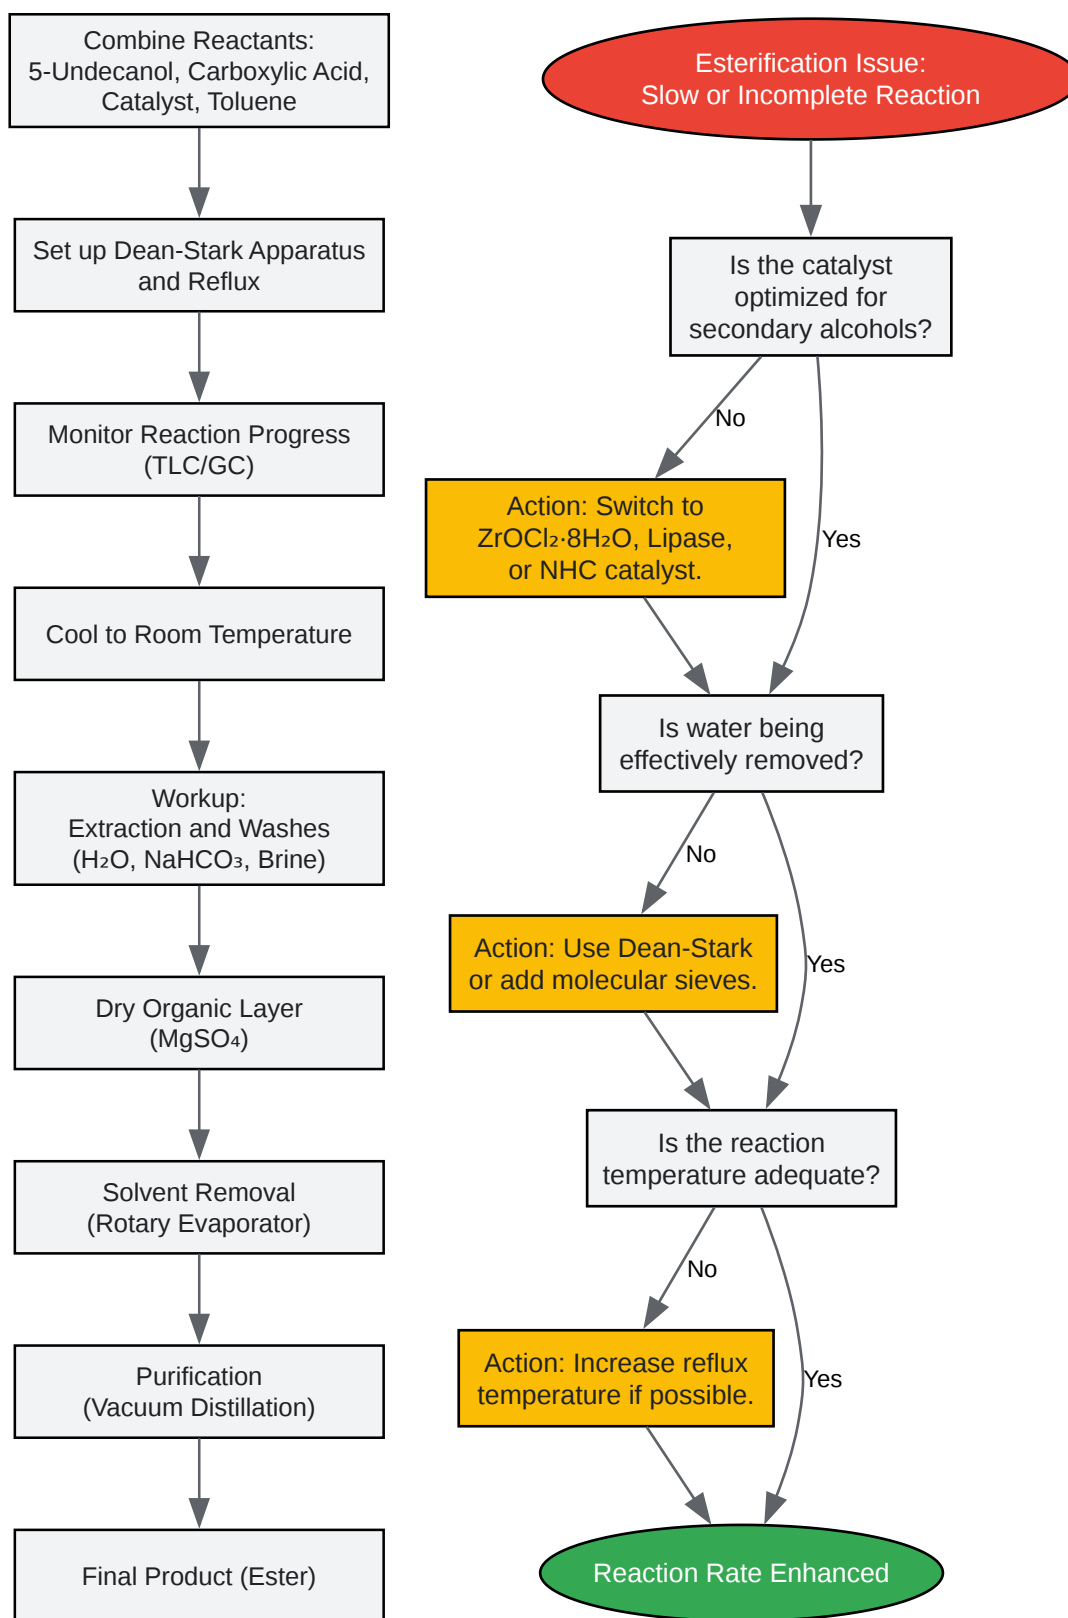 Combine Reactants:
5-Undecanol, Carboxylic Acid,
Catalyst, Toluene
Set up Dean-Stark Apparatus
and Reflux
Monitor Reaction Progress
(TLC/GC)
Cool to Room Temperature
Workup:
Extraction and Washes
(H₂O, NaHCO₃, Brine)
Dry Organic Layer
(MgSO₄)
Solvent Removal
(Rotary Evaporator)
Purification
(Vacuum Distillation)
Final Product (Ester)
Esterification Issue:
Slow or Incomplete Reaction
Is the catalyst
optimized for
secondary alcohols?
No
Yes
Action: Switch to
ZrOCl₂·8H₂O, Lipase,
or NHC catalyst.
Is water being
effectively removed?
No
Yes
Action: Use Dean-Stark
or add molecular sieves.
Is the reaction
temperature adequate?
No
Yes
Action: Increase reflux
temperature if possible.
Reaction Rate Enhanced